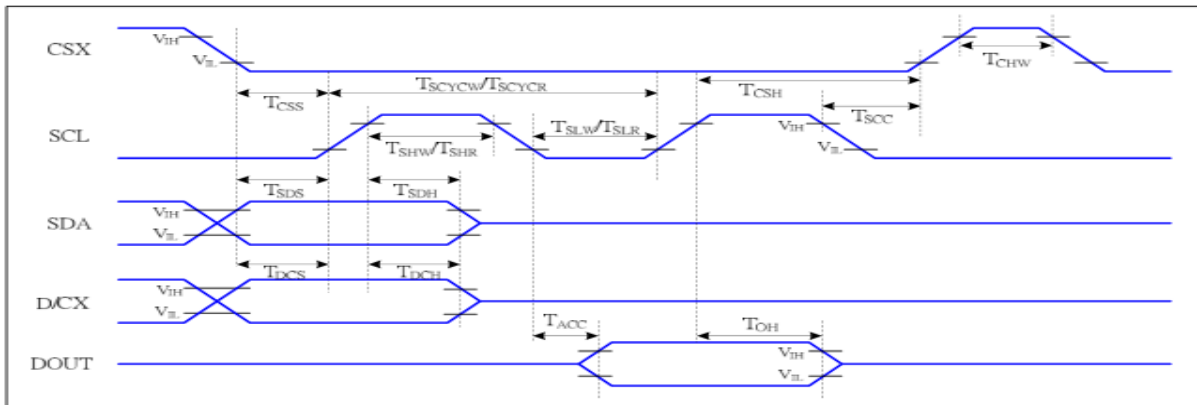 CSX
VIH
VIL
TCHW
TSCYCW/TSCYCR
TCSS
TCSH
TSCC
SCL
TSHW/TSHR
TSLW/TSLR
VIH
VIL
TSDS
TSDH
SDA
VIH
VIL
TDCS
TDCH
D/CX
VIH
VIL
TACC
TOH
DOUT
VIH
VIL